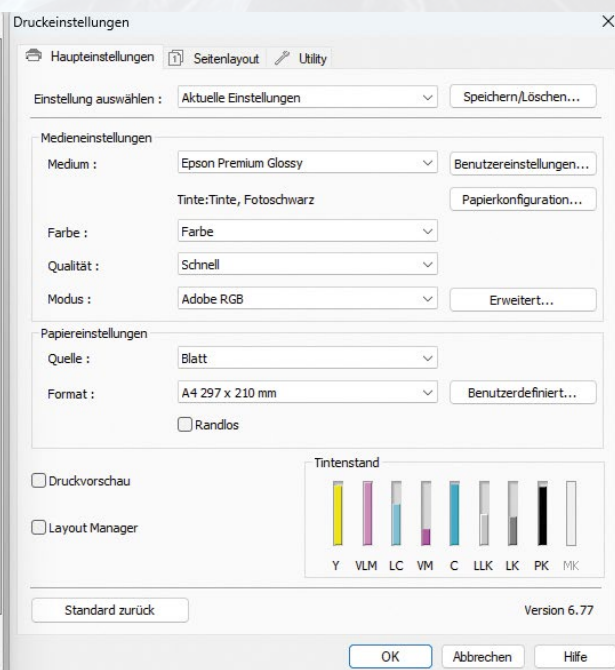 Druckeinstellungen
Haupteinstellungen Seitenlayout Utility
Einstellung auswählen : Aktuelle Einstellungen Speichern/Löschen...
Medieneinstellungen
Medium : Epson Premium Glossy Benutzereinstellungen...
Tinte:Tinte, Fotoschwarz Papierkonfiguration...
Farbe : Farbe
Qualität : Schnell
Modus : Adobe RGB Erweitert...
Papiereinstellungen
Quelle : Blatt
Format : A4 297 x 210 mm Benutzerdefiniert...
Randlos
Druckvorschau
Layout Manager
Tintenstand
Y VLM LC VM C LLK LK PK MK
Standard zurück Version 6.77
OK Abbrechen Hilfe